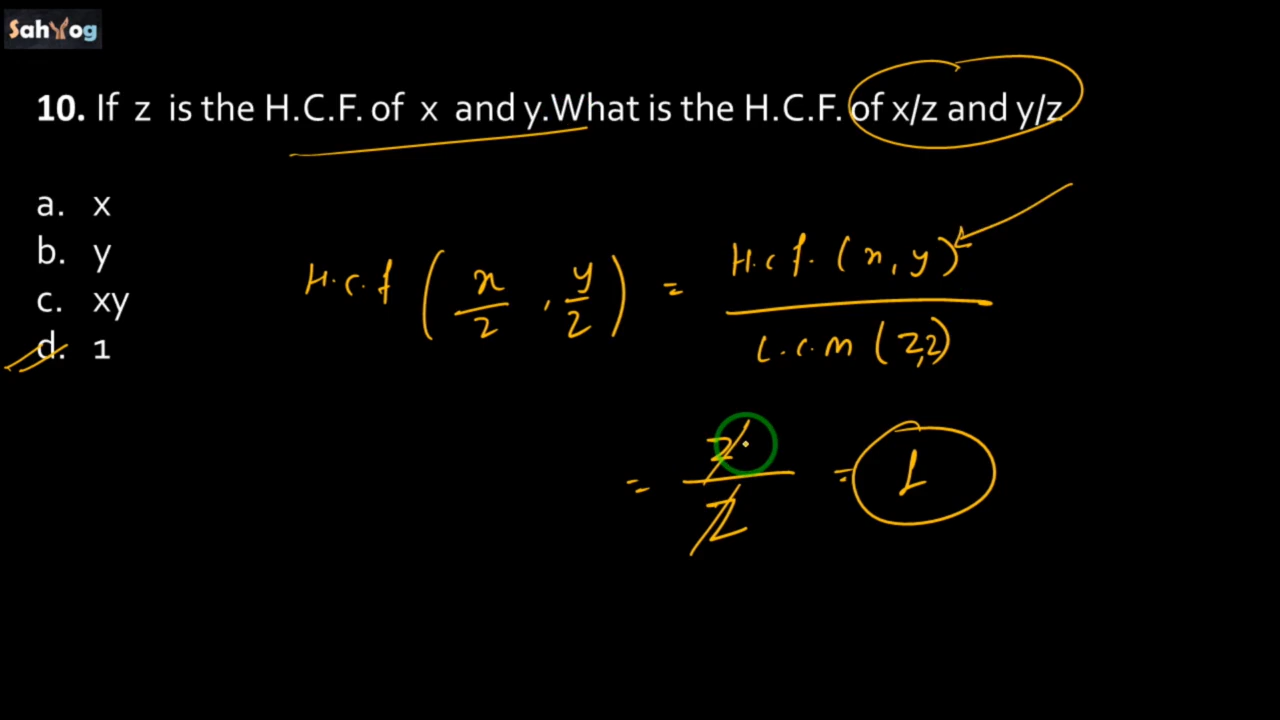 SahYog
10. If z is the H.C.F. of x and y.What is the H.C.F. of x/z and y/z
a. x
b. y
c. xy
d. 1
H.c.f (x/z, y/z) = H.c.f. (x, y) / L.c.m (z,z)
= z/z = 1